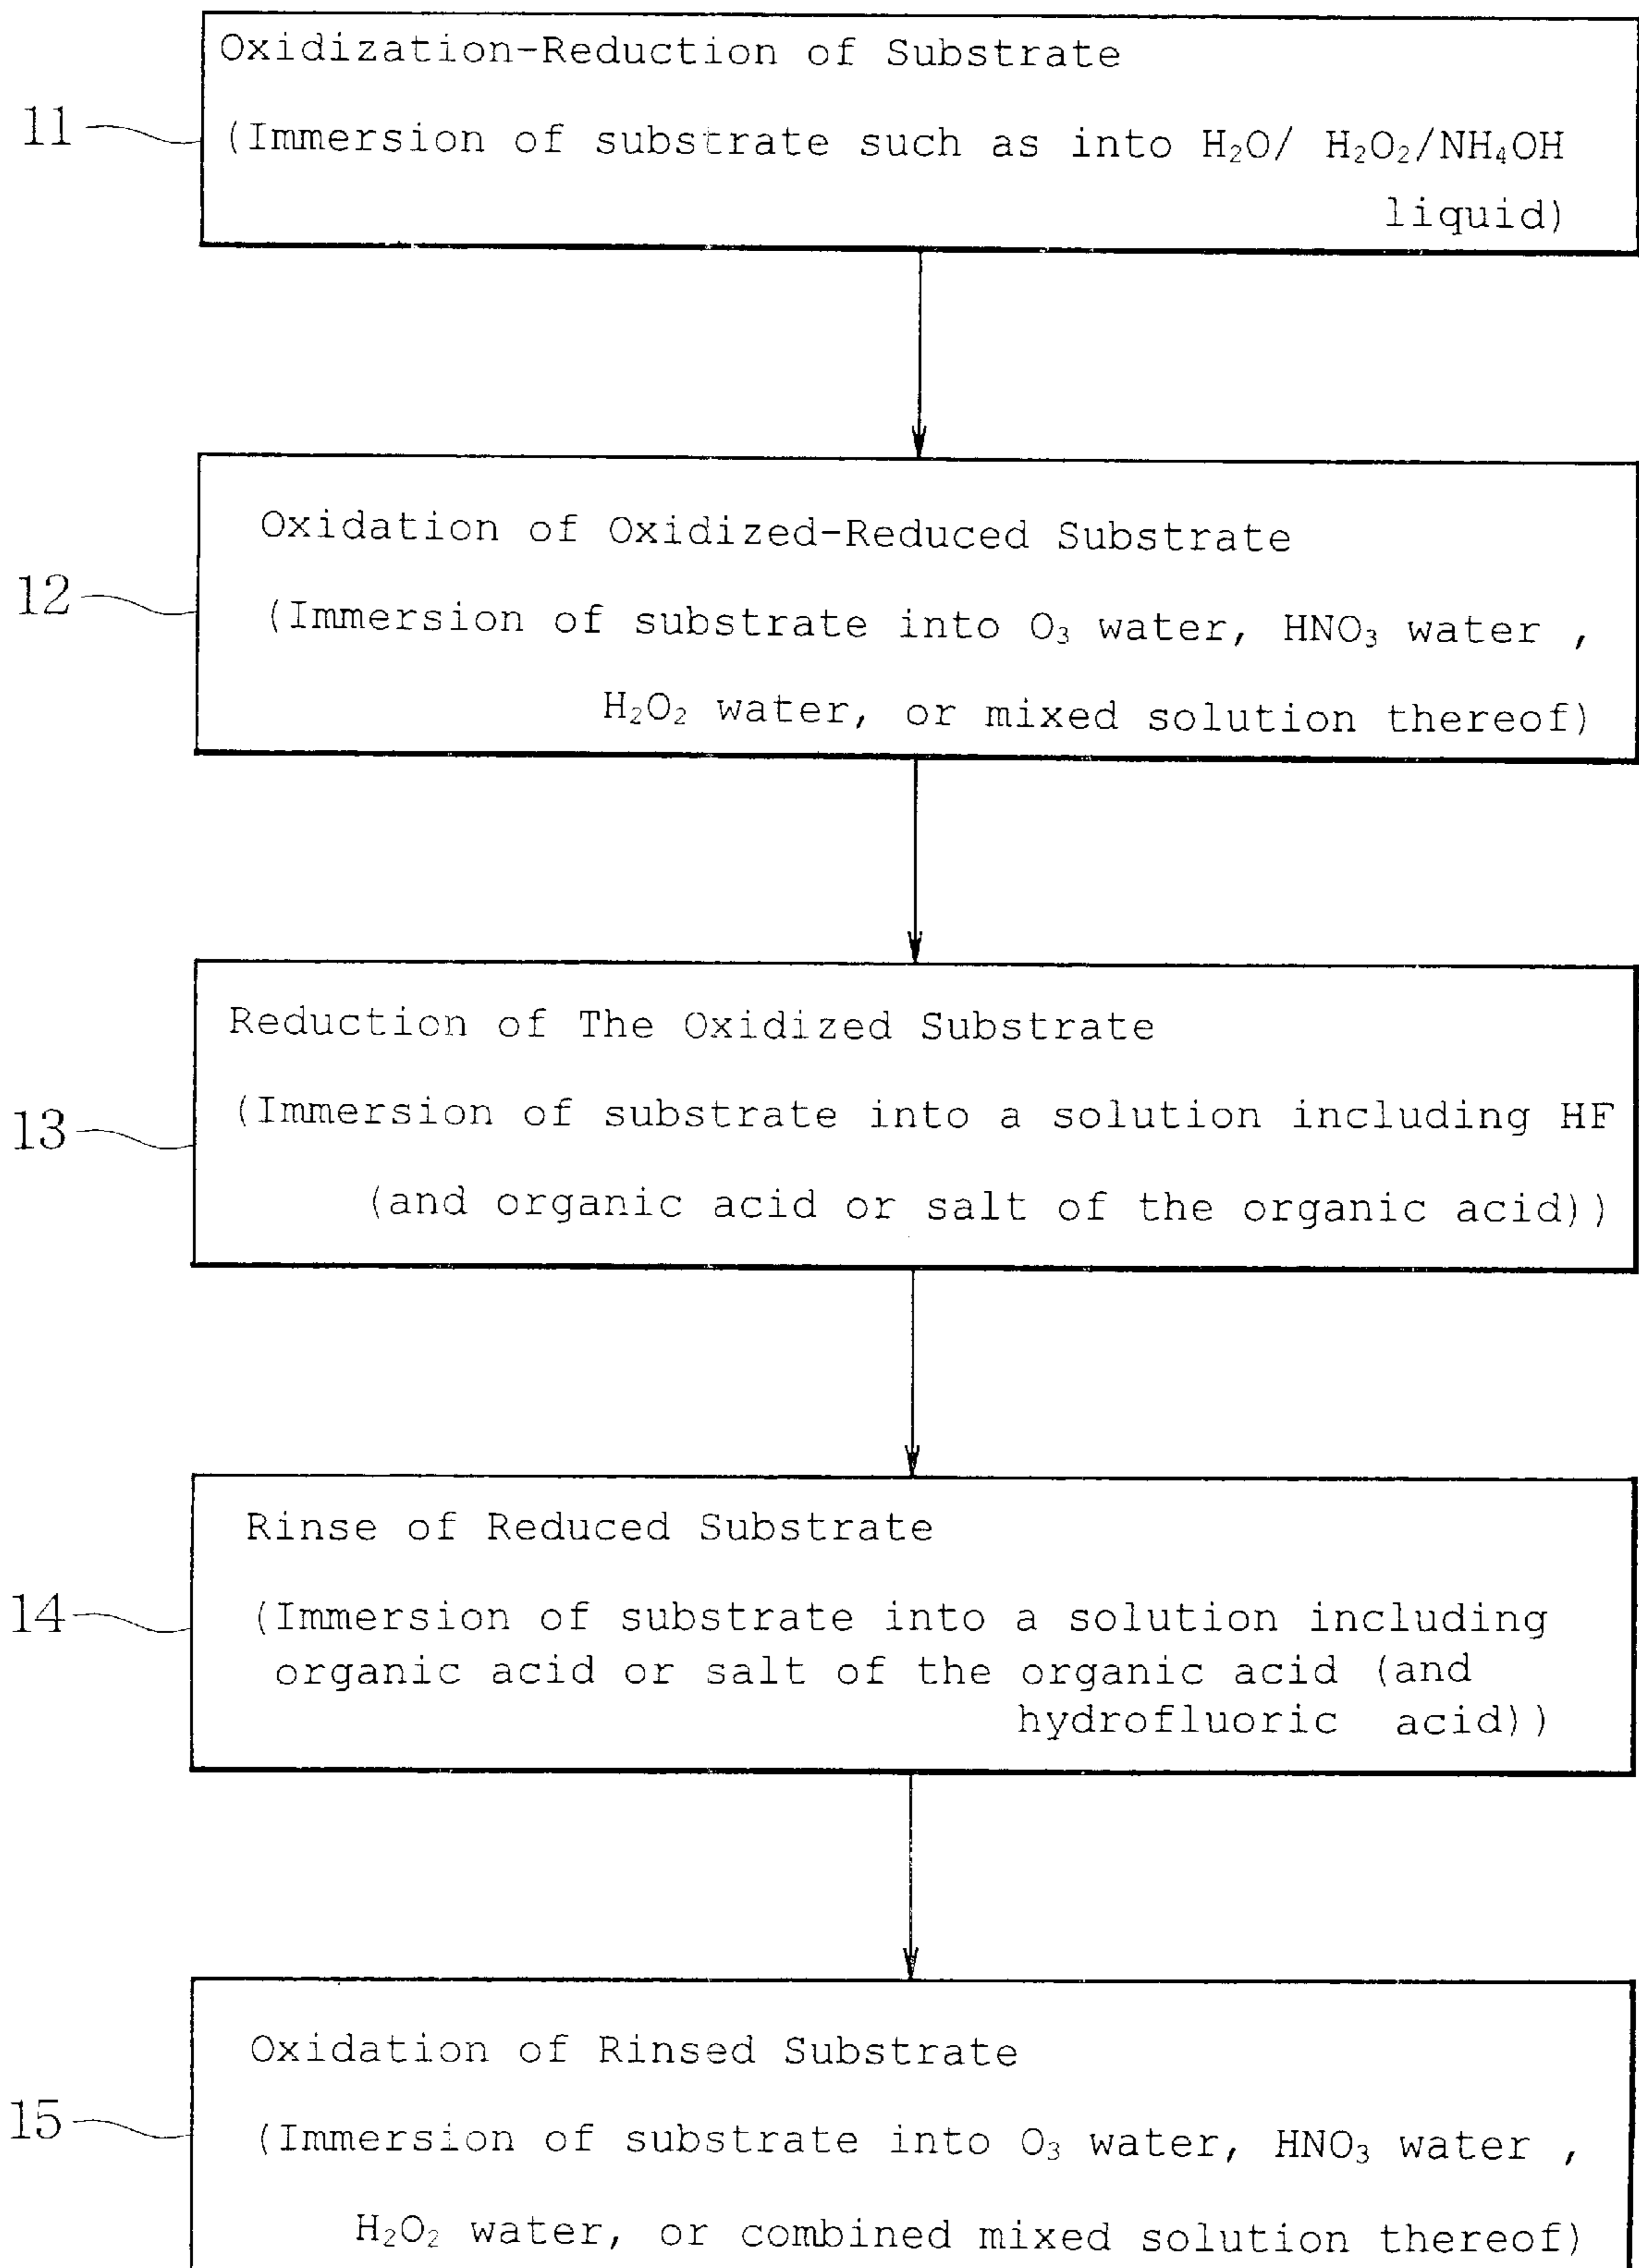 Oxidization-Reduction of Substrate
11
(Immersion of substrate such as into H₂O/ H₂O₂/NH₄OH
liquid)
Oxidation of Oxidized-Reduced Substrate
12
(Immersion of substrate into O₃ water, HNO₃ water ,
H₂O₂ water, or mixed solution thereof)
Reduction of The Oxidized Substrate
13
(Immersion of substrate into a solution including HF
(and organic acid or salt of the organic acid))
Rinse of Reduced Substrate
14
(Immersion of substrate into a solution including
organic acid or salt of the organic acid (and
hydrofluoric acid))
Oxidation of Rinsed Substrate
15
(Immersion of substrate into O₃ water, HNO₃ water ,
H₂O₂ water, or combined mixed solution thereof)